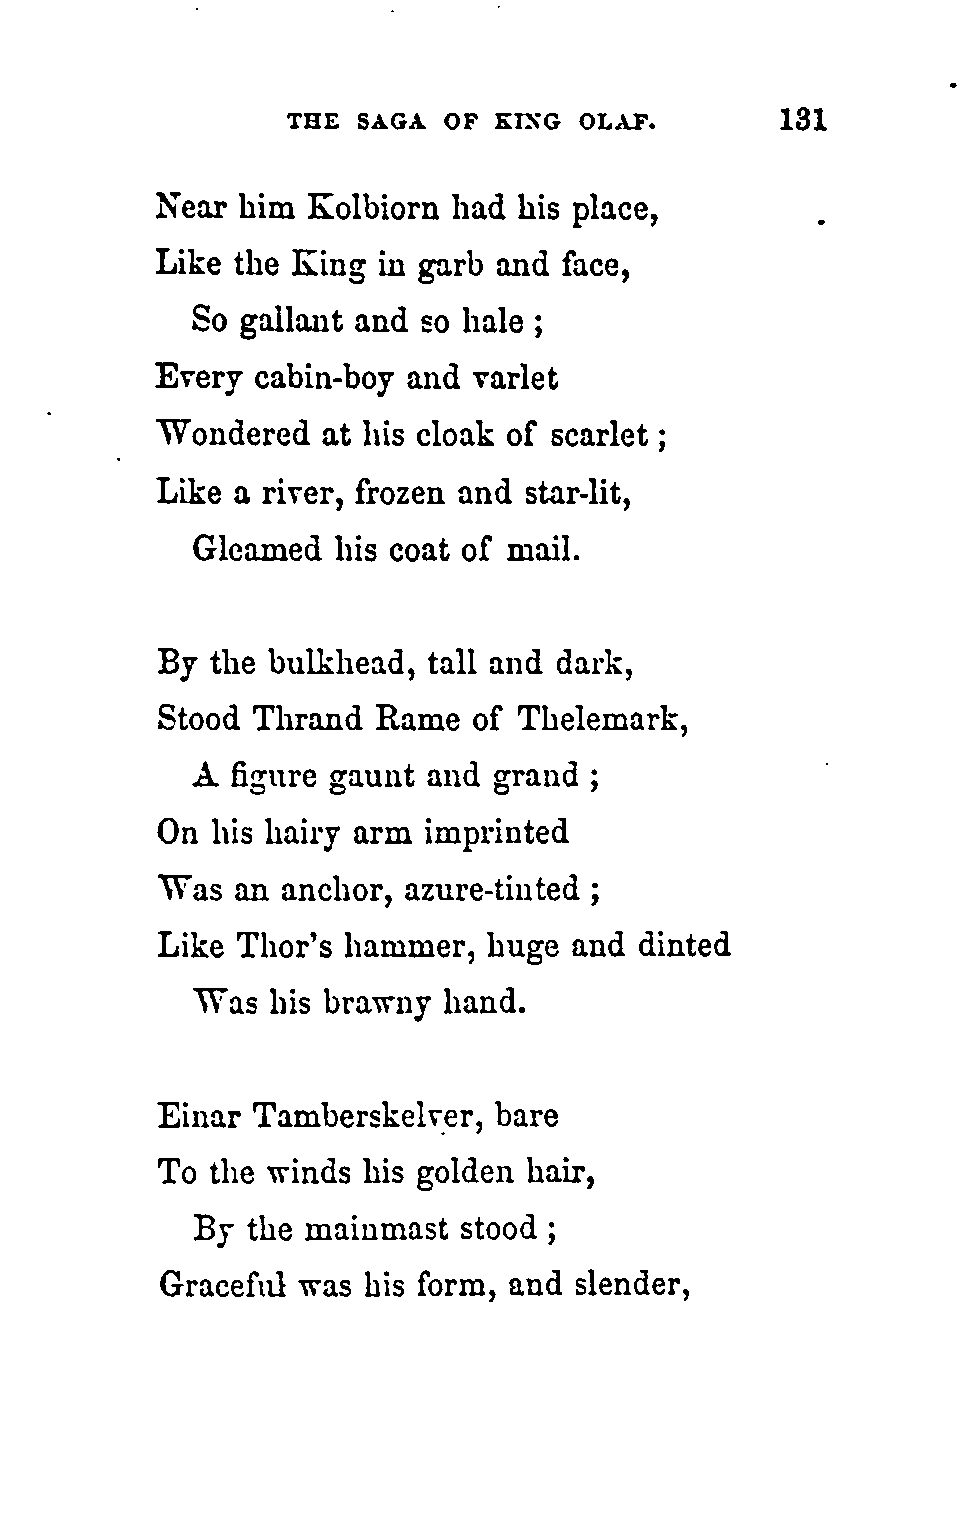 THE SAGA OF KING OLAF. 131
Near him Kolbiorn had his place,
Like the King in garb and face,
So gallant and so hale ;
Every cabin-boy and varlet
Wondered at his cloak of scarlet ;
Like a river, frozen and star-lit,
Gleamed his coat of mail.
By the bulkhead, tall and dark,
Stood Thrand Rame of Thelemark,
A figure gaunt and grand ;
On his hairy arm imprinted
Was an anchor, azure-tinted ;
Like Thor's hammer, huge and dinted
Was his brawny hand.
Einar Tamberskelver, bare
To the winds his golden hair,
By the mainmast stood ;
Graceful was his form, and slender,